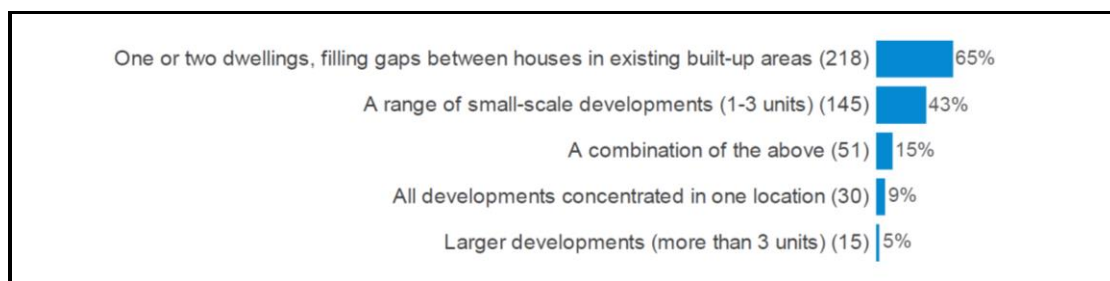 One or two dwellings, filling gaps between houses in existing built-up areas (218) 65%
A range of small-scale developments (1-3 units) (145) 43%
A combination of the above (51) 15%
All developments concentrated in one location (30) 9%
Larger developments (more than 3 units) (15) 5%